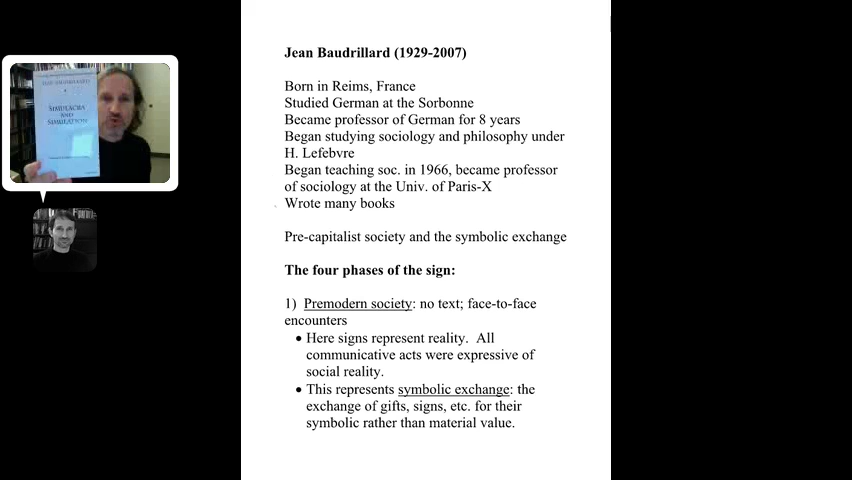 JEAN BAUDRILLARD
SIMULACRA
AND
SIMULATION
Jean Baudrillard (1929-2007)
Born in Reims, France
Studied German at the Sorbonne
Became professor of German for 8 years
Began studying sociology and philosophy under
H. Lefebvre
Began teaching soc. in 1966, became professor
of sociology at the Univ. of Paris-X
Wrote many books
Pre-capitalist society and the symbolic exchange
The four phases of the sign:
1) Premodern society: no text; face-to-face
encounters
• Here signs represent reality. All
communicative acts were expressive of
social reality.
• This represents symbolic exchange: the
exchange of gifts, signs, etc. for their
symbolic rather than material value.